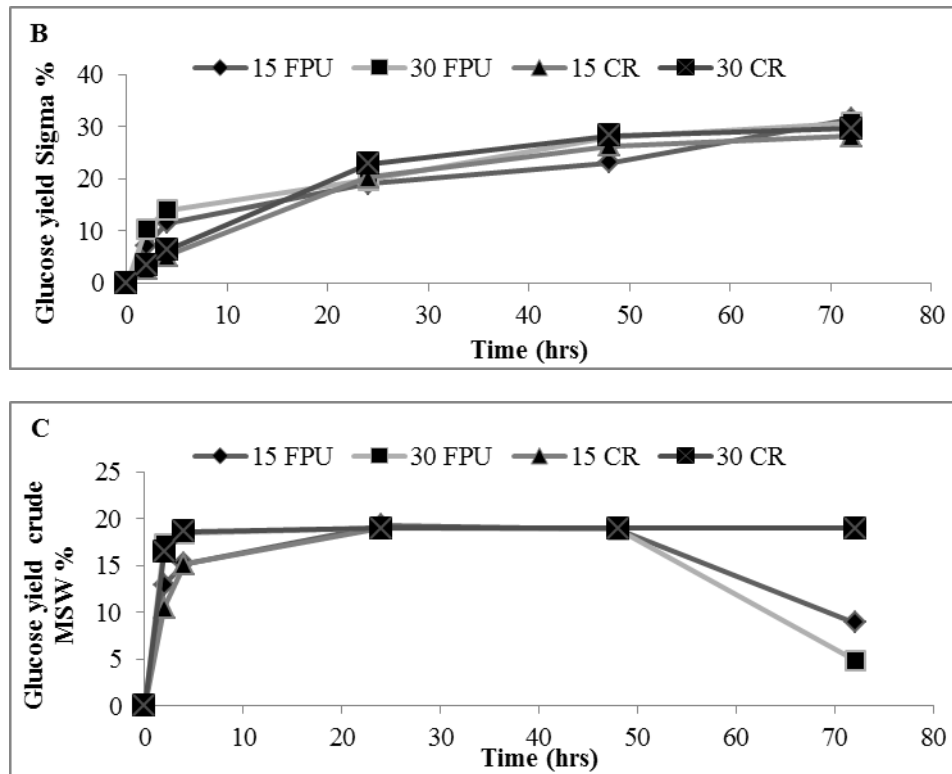 B
15 FPU 30 FPU 15 CR 30 CR
Glucose yield Sigma %
40
30
20
10
0
0 10 20 30 40 50 60 70 80
Time (hrs)
C
15 FPU 30 FPU 15 CR 30 CR
Glucose yield crude
MSW %
25
20
15
10
5
0
0 10 20 30 40 50 60 70 80
Time (hrs)